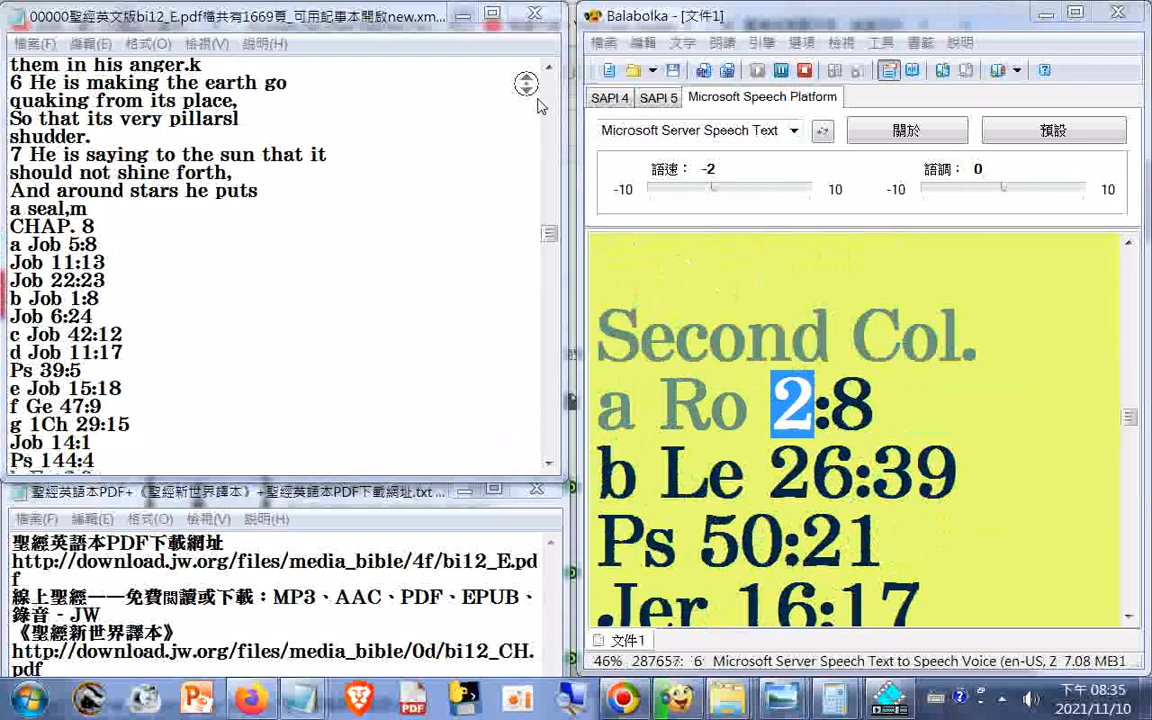 00000聖經英文版bi12_E.pdf檔共有1669頁_可用記事本開啟new.xm...
檔案(F) 編輯(E) 格式(O) 檢視(V) 說明(H)
them in his anger.k
6 He is making the earth go
quaking from its place,
So that its very pillarsl
shudder.
7 He is saying to the sun that it
should not shine forth,
And around stars he puts
a seal,m
CHAP. 8
a Job 5:8
Job 11:13
Job 22:23
b Job 1:8
Job 6:24
c Job 42:12
d Job 11:17
Ps 39:5
e Job 15:18
f Ge 47:9
g 1Ch 29:15
Job 14:1
Ps 144:4
聖經英語本PDF+《聖經新世界譯本》+聖經英語本PDF下載網址.txt ...
檔案(F) 編輯(E) 格式(O) 檢視(V) 說明(H)
聖經英語本PDF下載網址
http://download.jw.org/files/media_bible/4f/bi12_E.pd
f
線上聖經——免費閱讀或下載：MP3、AAC、PDF、EPUB、
錄音 - JW
《聖經新世界譯本》
http://download.jw.org/files/media_bible/0d/bi12_CH.
pdf
Balabolka - [文件1]
檔案 編輯 文字 朗讀 引擎 選項 檢視 工具 書籤 說明
SAPI 4 SAPI 5 Microsoft Speech Platform
Microsoft Server Speech Text 關於 預設
語速： -2 語調： 0
-10 10 -10 10
Second Col.
a Ro 2:8
b Le 26:39
Ps 50:21
Jer 16:17
文件1
46% 287657: 6 Microsoft Server Speech Text to Speech Voice (en-US, 2 7.08 MB1
PDF
下午 08:35
2021/11/10